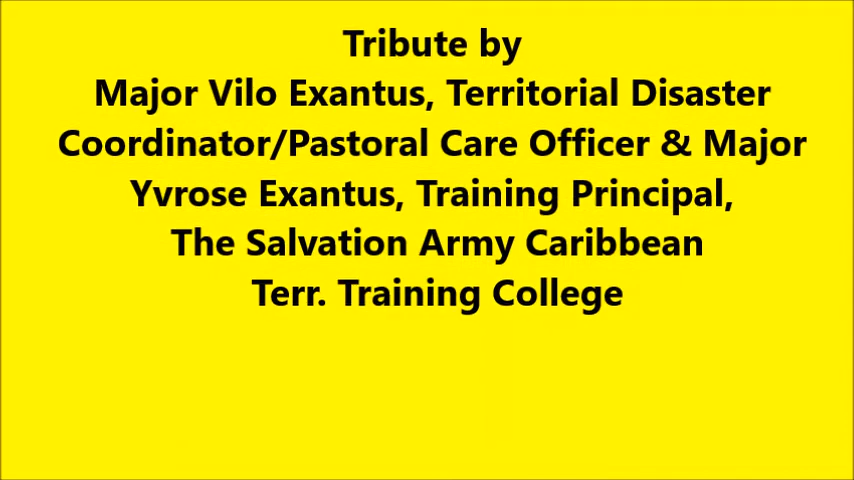 Tribute by
Major Vilo Exantus, Territorial Disaster
Coordinator/Pastoral Care Officer & Major
Yvrose Exantus, Training Principal,
The Salvation Army Caribbean
Terr. Training College